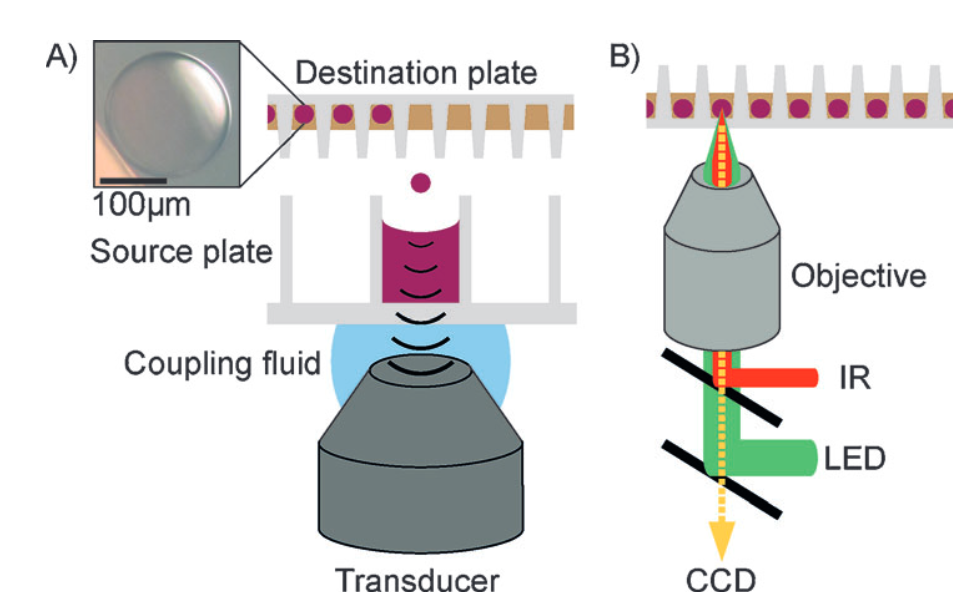 A)
Destination plate
100μm
Source plate
Coupling fluid
Transducer
B)
Objective
IR
LED
CCD